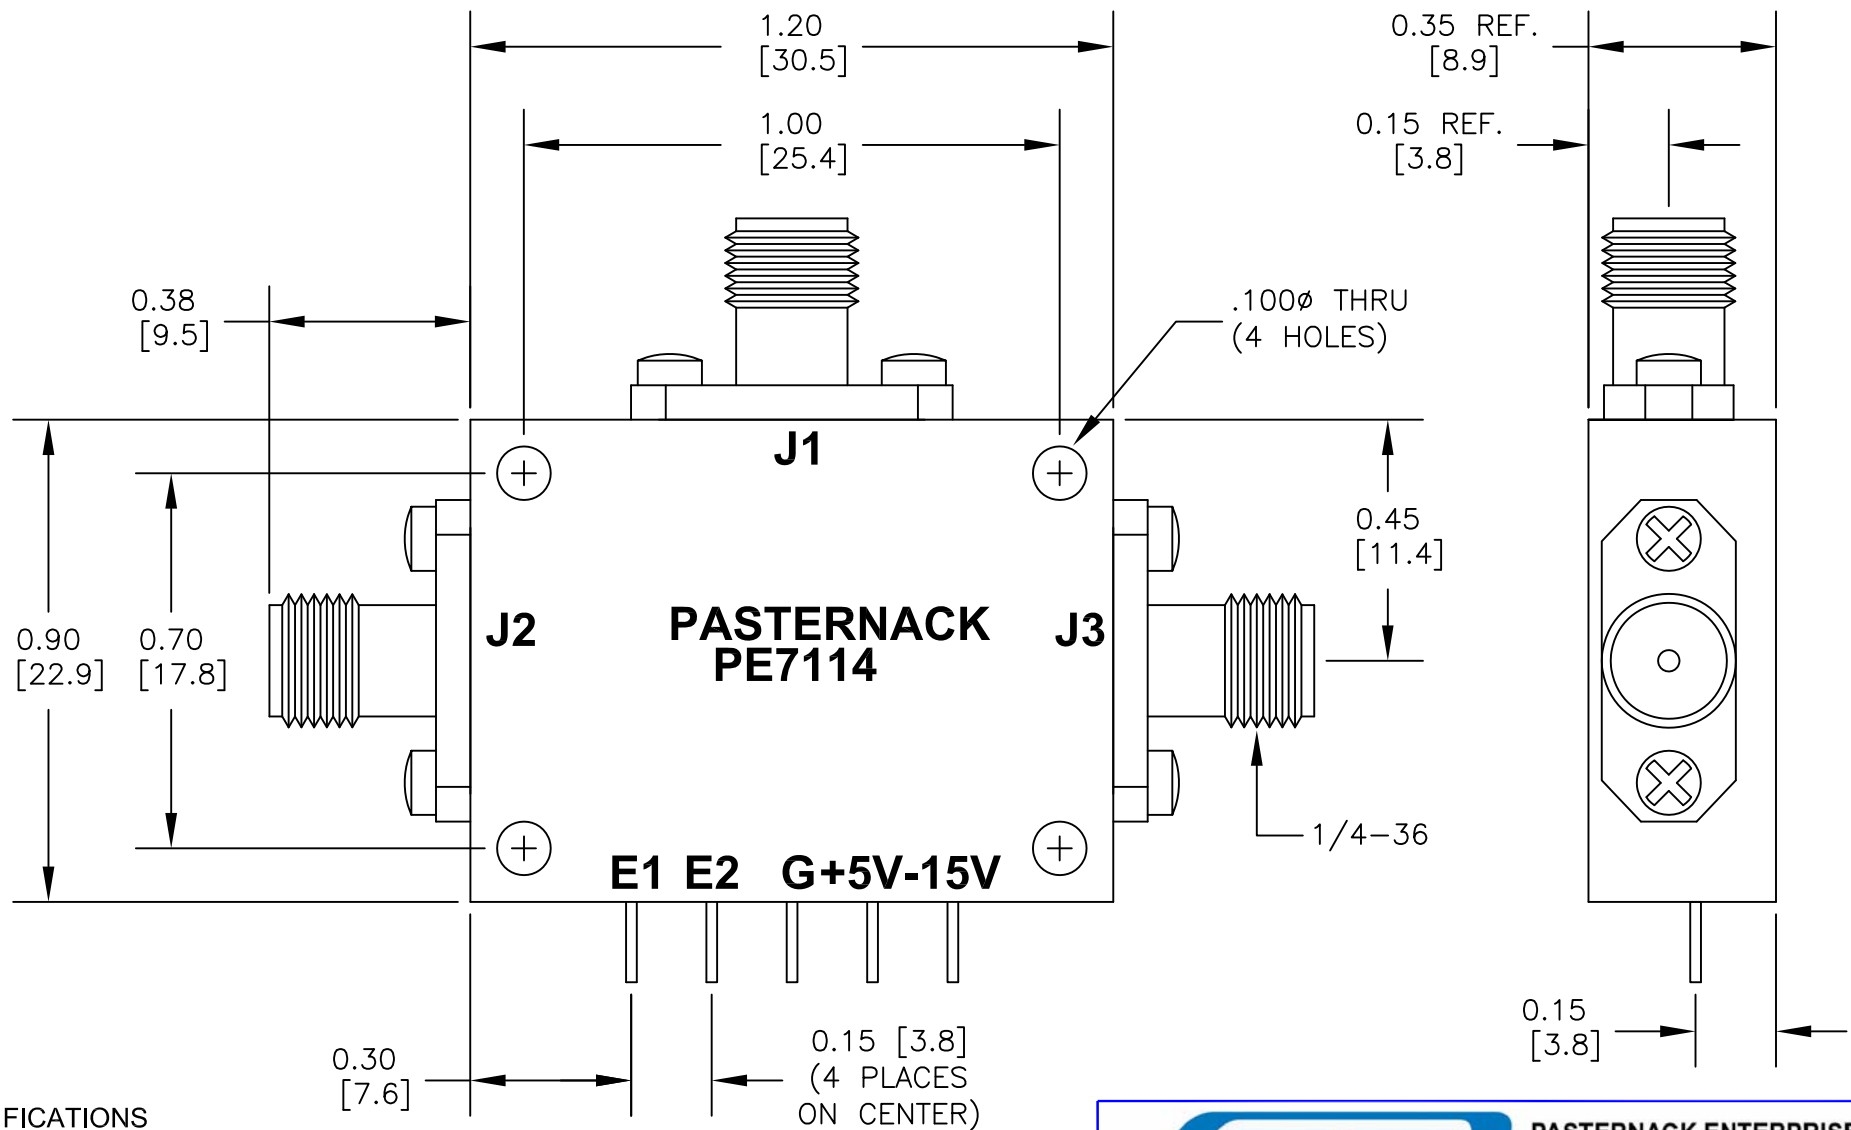 1.20
[30.5]
0.35 REF.
[8.9]
1.00
[25.4]
0.15 REF.
[3.8]
0.38
[9.5]
.100ø THRU
(4 HOLES)
J1
0.45
[11.4]
0.90
[22.9]
0.70
[17.8]
J2
PASTERNACK
PE7114
J3
1/4-36
E1 E2 G+5V-15V
0.30
[7.6]
0.15 [3.8]
(4 PLACES
ON CENTER)
0.15
[3.8]
FICATIONS
PASTERNACK ENTERPRISE